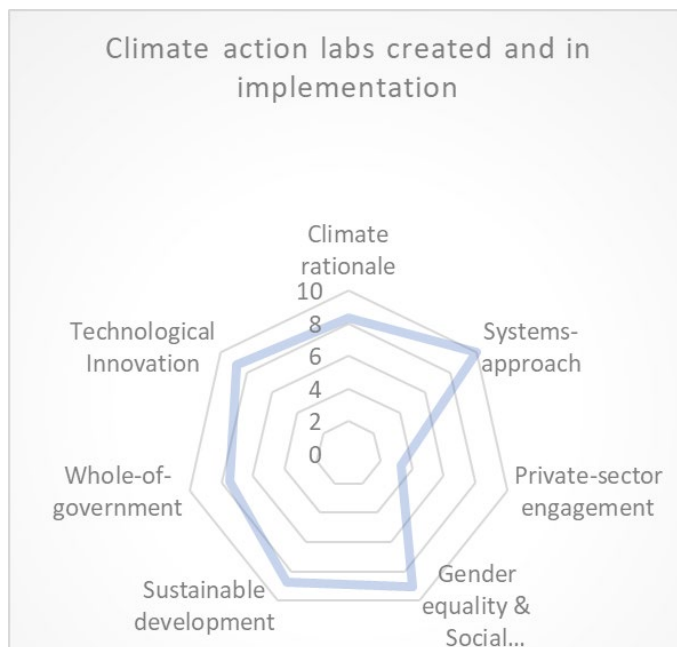 Climate action labs created and in
implementation
Climate
rationale
10
8
6
4
2
0
Systems-
approach
Private-sector
engagement
Gender
equality &
Social...
Sustainable
development
Whole-of-
government
Technological
Innovation